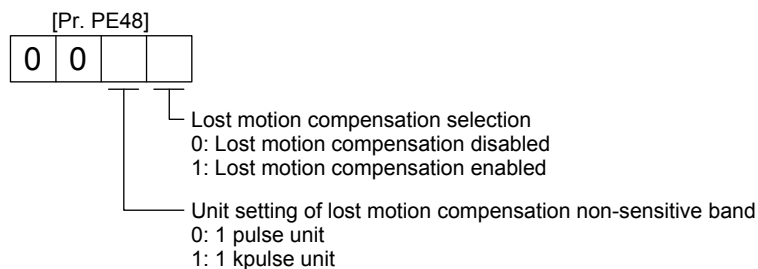 [Pr. PE48]
0 0
Lost motion compensation selection
0: Lost motion compensation disabled
1: Lost motion compensation enabled
Unit setting of lost motion compensation non-sensitive band
0: 1 pulse unit
1: 1 kpulse unit